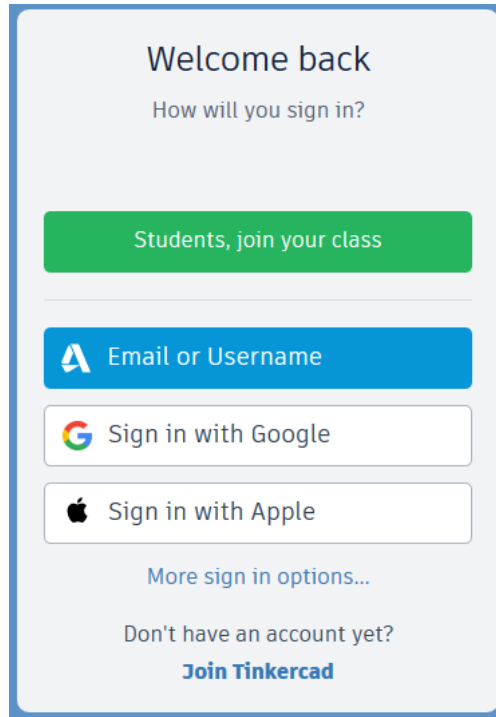 Welcome back
How will you sign in?
Students, join your class
Email or Username
Sign in with Google
Sign in with Apple
More sign in options...
Don't have an account yet?
Join Tinkercad